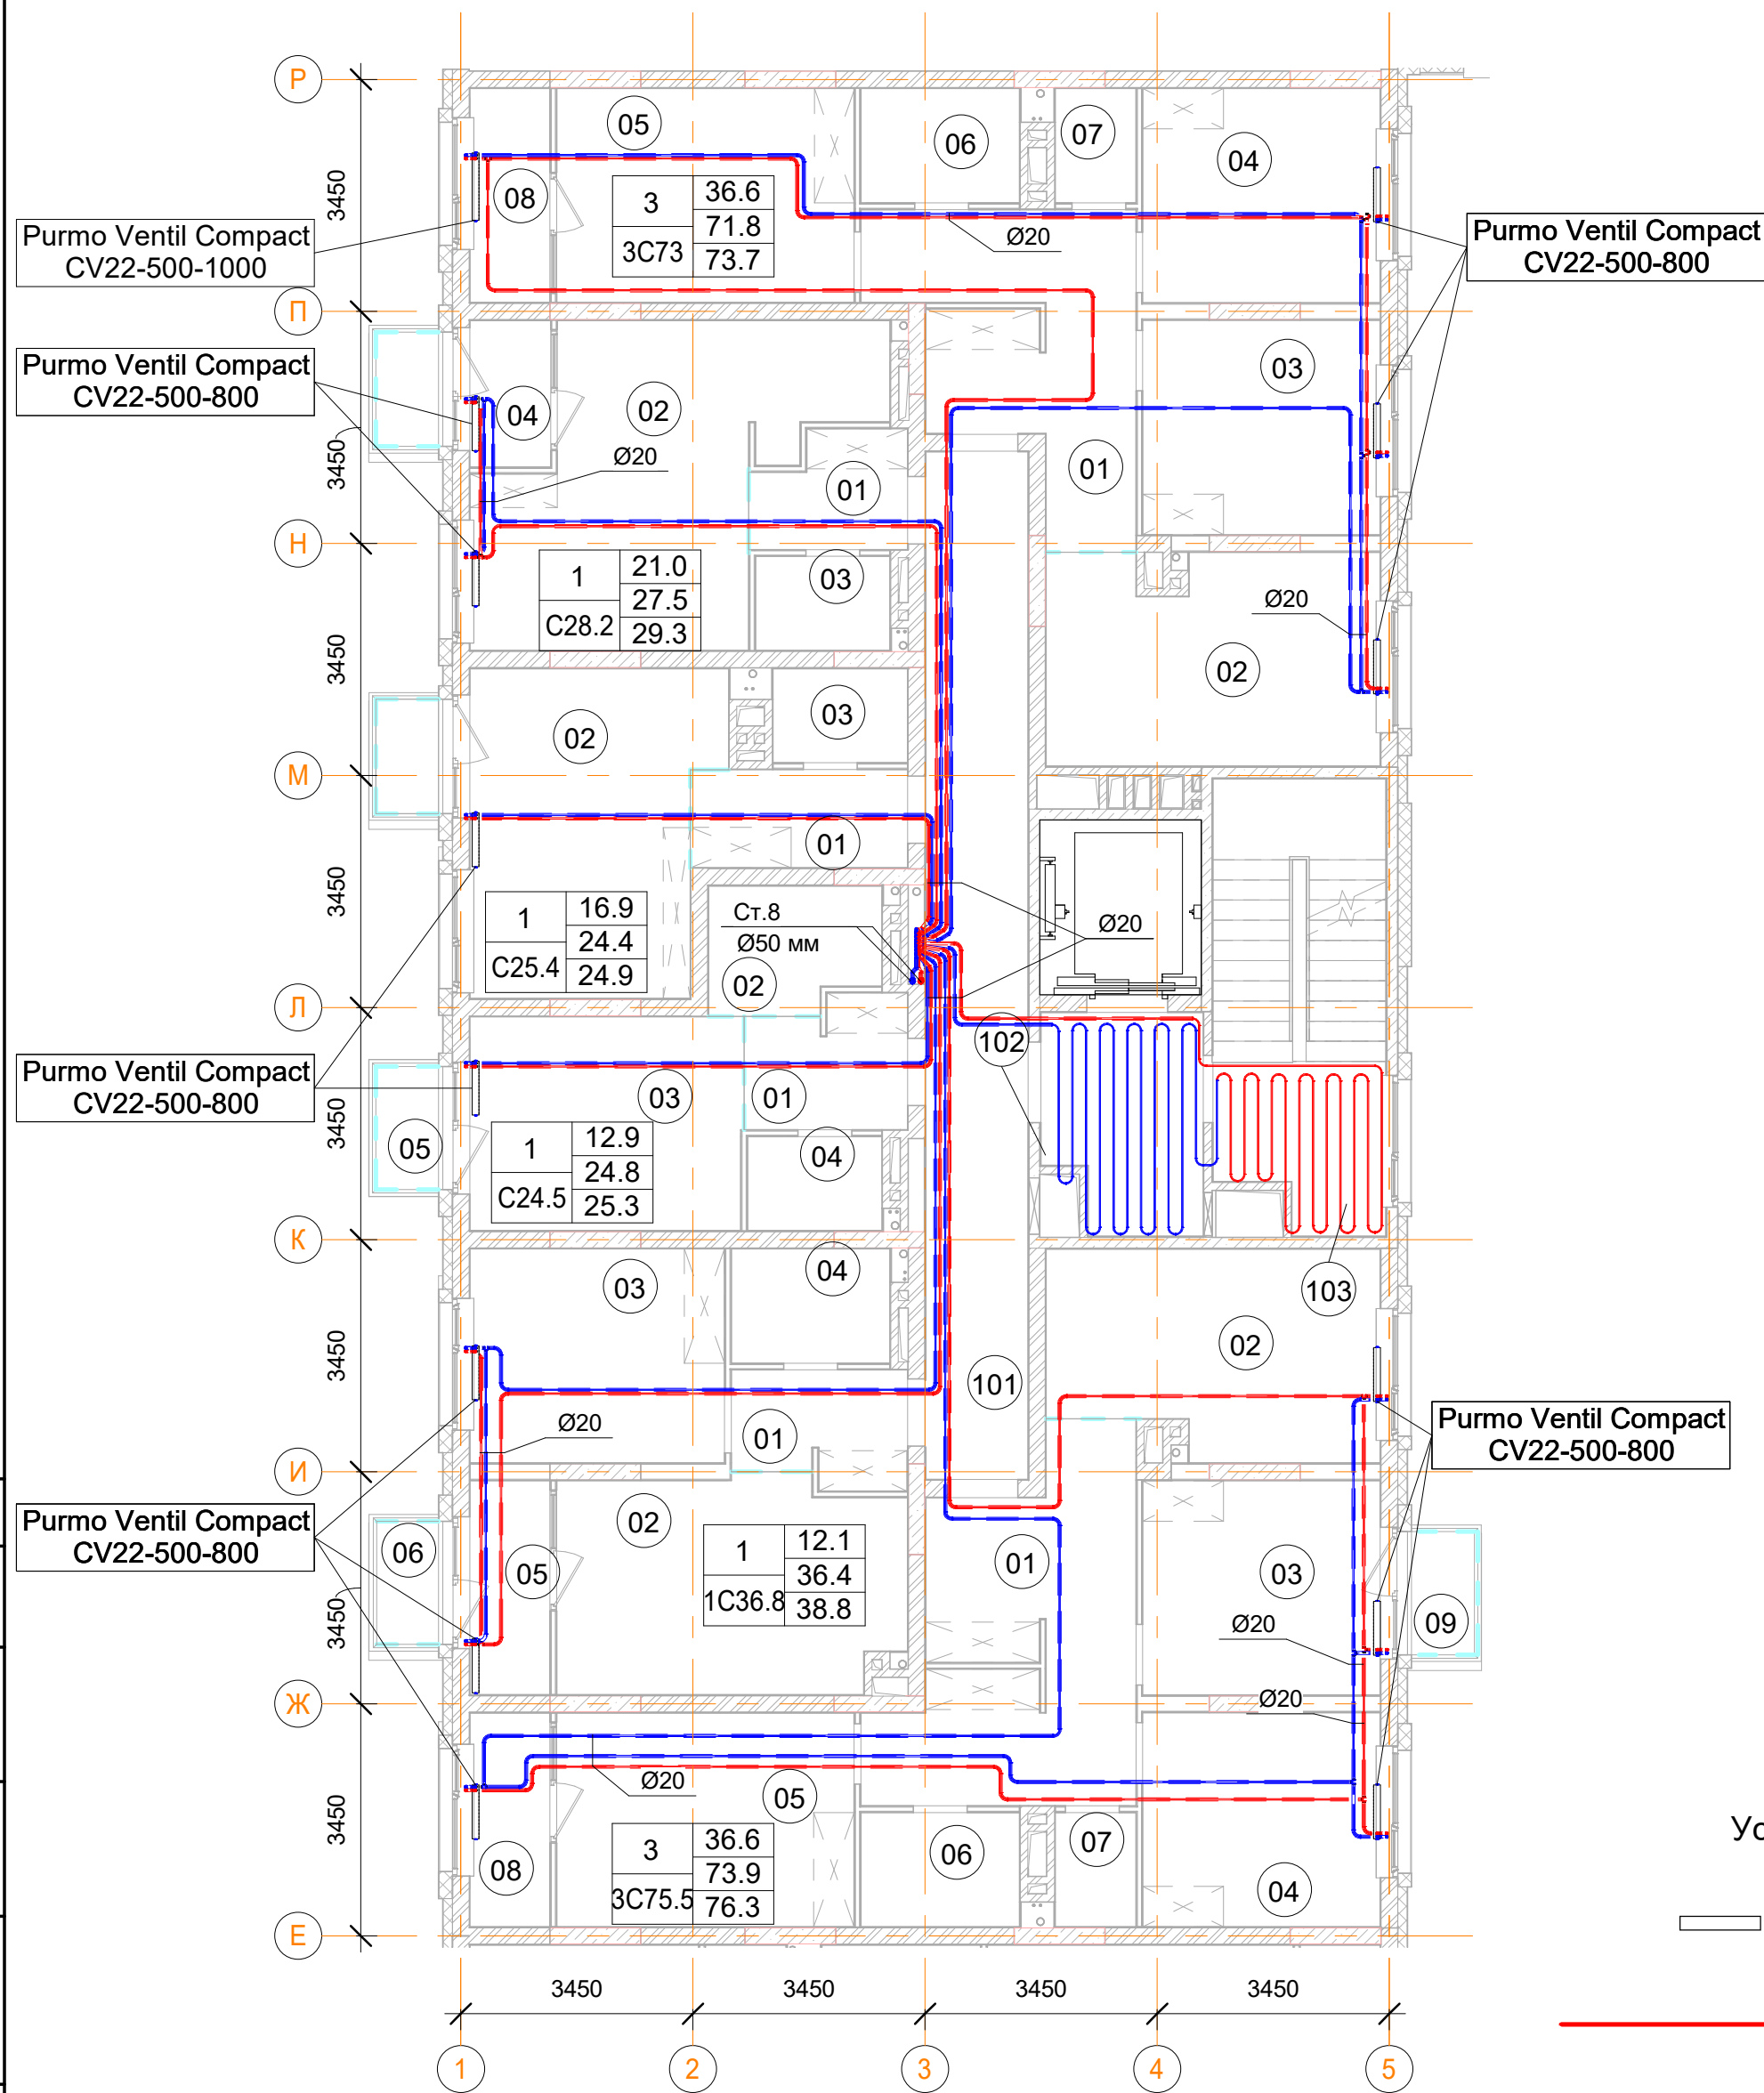 Р
05
06
07
04
3450
08
3
36.6
71.8
3С73
73.7
Purmo Ventil Compact
CV22-500-1000
Ø20
Purmo Ventil Compact
CV22-500-800
П
Purmo Ventil Compact
CV22-500-800
04
02
03
3450
Ø20
01
01
Н
1
21.0
27.5
С28.2
29.3
03
Ø20
3450
02
03
02
М
01
3450
1
16.9
24.4
С25.4
24.9
Ст.8
Ø50 мм
Ø20
02
Л
102
Purmo Ventil Compact
CV22-500-800
3450
03
01
05
1
12.9
24.8
С24.5
25.3
04
К
03
04
103
3450
02
101
Ø20
01
Purmo Ventil Compact
CV22-500-800
И
Purmo Ventil Compact
CV22-500-800
06
05
02
1
12.1
36.4
1С36.8
38.8
01
03
09
3450
Ø20
Ж
Ø20
Ø20
05
3450
08
3
36.6
73.9
3С75.5
76.3
06
07
04
Ус
Е
3450
3450
3450
3450
1
2
3
4
5